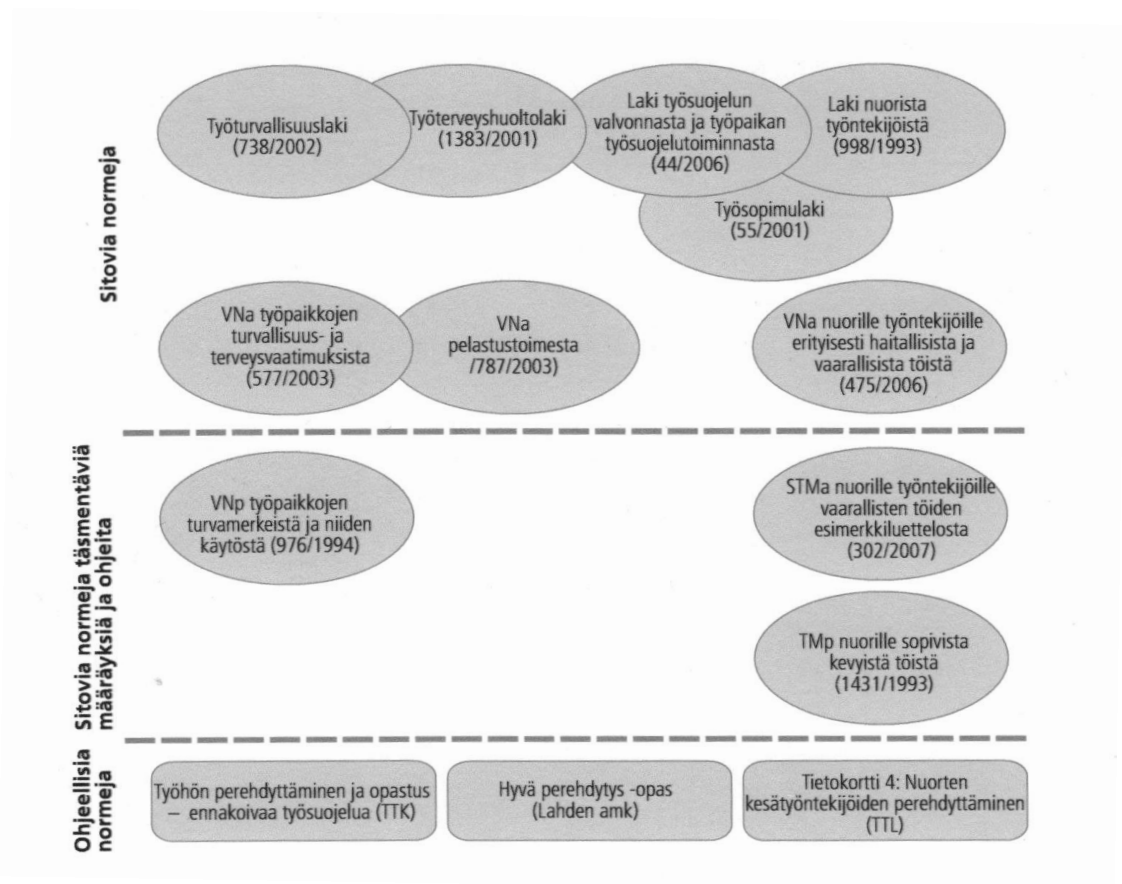 Sitovia normeja
Työturvallisuuslaki
(738/2002)
Työterveyshuoltolaki
(1383/2001)
Laki työsuojelun
valvonnasta ja työpaikan
työsuojelutoiminnasta
(44/2006)
Laki nuorista
työntekijöistä
(998/1993)
Työsopimulaki
(55/2001)
VNa työpaikkojen
turvallisuus- ja
terveysvaatimuksista
(577/2003)
VNa
pelastustoimesta
/787/2003)
VNa nuorille työntekijöille
erityisesti haitallisista ja
vaarallisista töistä
(475/2006)
Sitovia normeja täsmentäviä
määräyksiä ja ohjeita
VNp työpaikkojen
turvamerkeistä ja niiden
käytöstä (976/1994)
STMa nuorille työntekijöille
vaarallisten töiden
esimerkkiluettelosta
(302/2007)
TMp nuorille sopivista
kevyistä töistä
(1431/1993)
Ohjeellisia
normeja
Työhön perehdyttäminen ja opastus
– ennakoivaa työsuojelua (TTK)
Hyvä perehdytys -opas
(Lahden amk)
Tietokortti 4: Nuorten
kesätyöntekijöiden perehdyttäminen
(TTL)